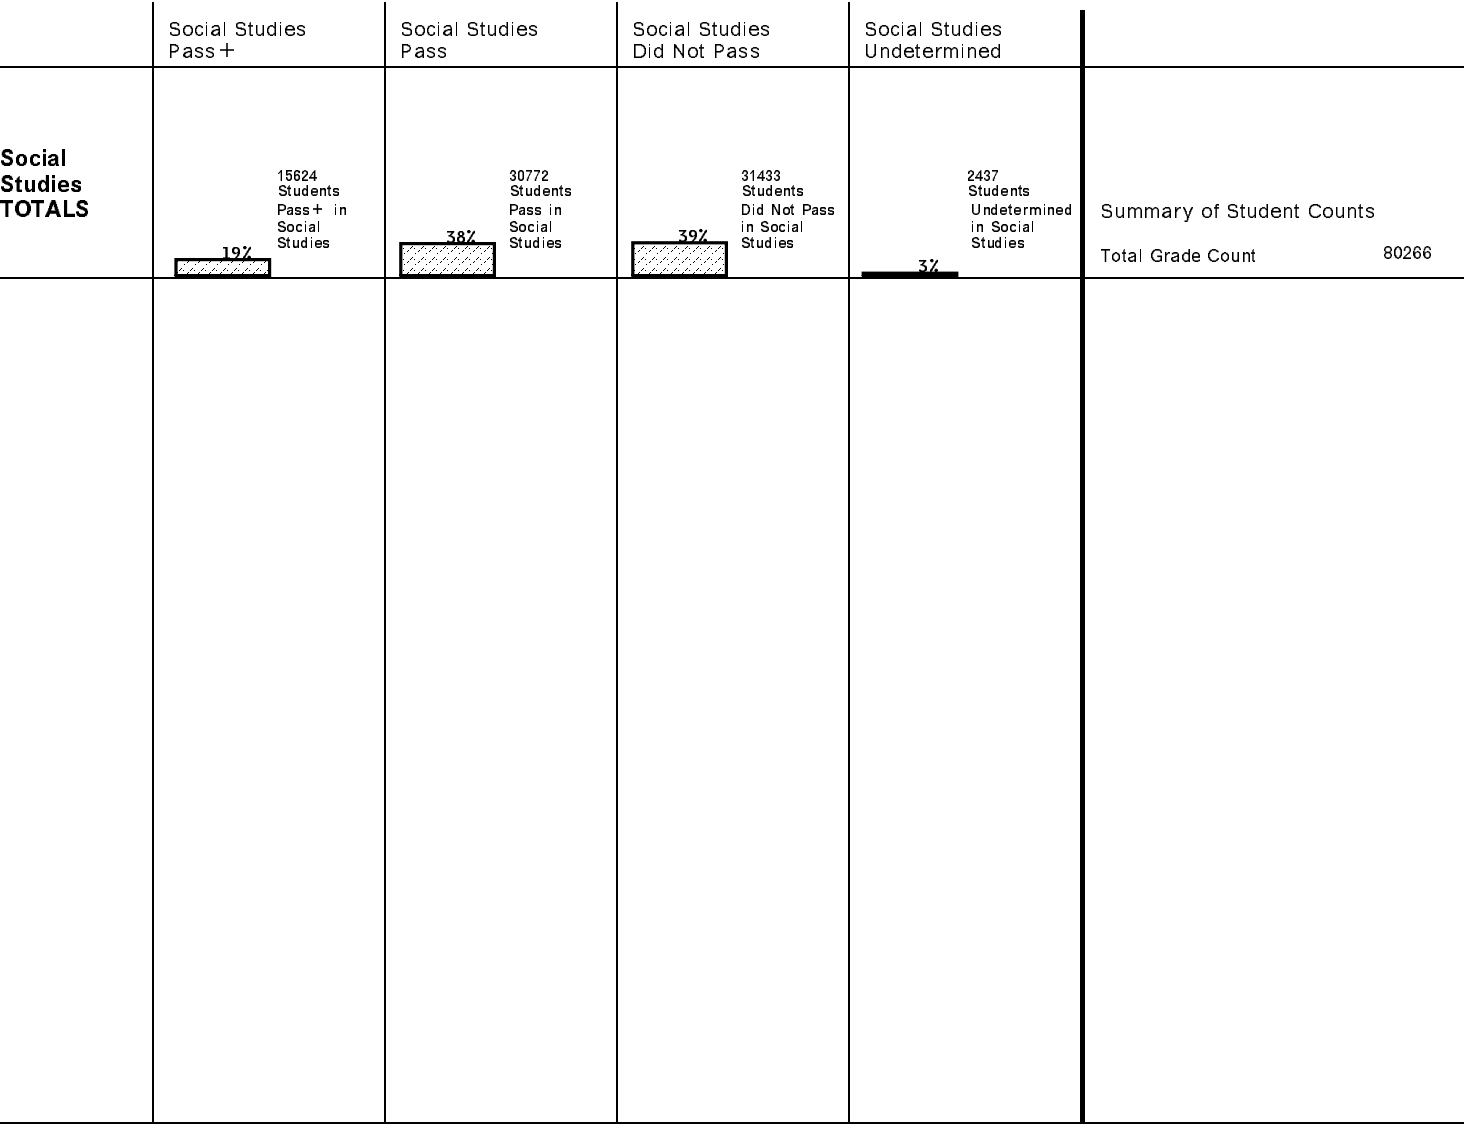 Social Studies
Pass+
Social Studies
Pass
Social Studies
Did Not Pass
Social Studies
Undetermined
Social
Studies
TOTALS
19%
15624
Students
Pass+ in
Social
Studies
38%
30772
Students
Pass in
Social
Studies
39%
31433
Students
Did Not Pass
in Social
Studies
3%
2437
Students
Undetermined
in Social
Studies
Summary of Student Counts
Total Grade Count 80266